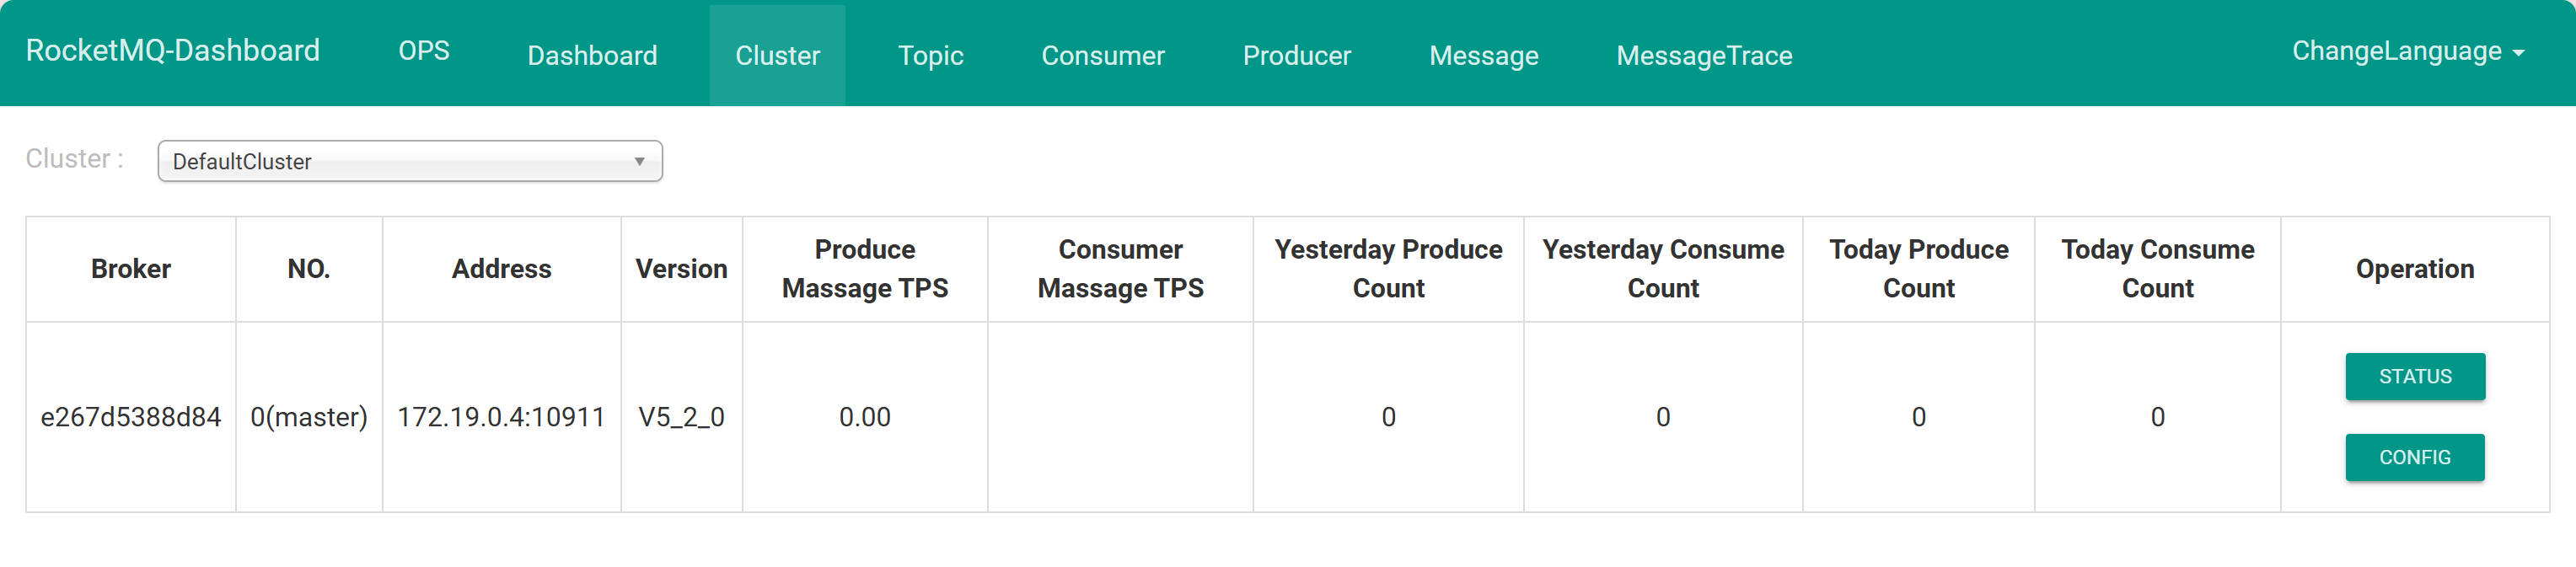 RocketMQ-Dashboard OPS Dashboard Cluster Topic Consumer Producer Message MessageTrace ChangeLanguage
Cluster : DefaultCluster
Broker NO. Address Version Produce Massage TPS Consumer Massage TPS Yesterday Produce Count Yesterday Consume Count Today Produce Count Today Consume Count Operation
e267d5388d84 0(master) 172.19.0.4:10911 V5_2_0 0.00 0 0 0 0 STATUS
CONFIG